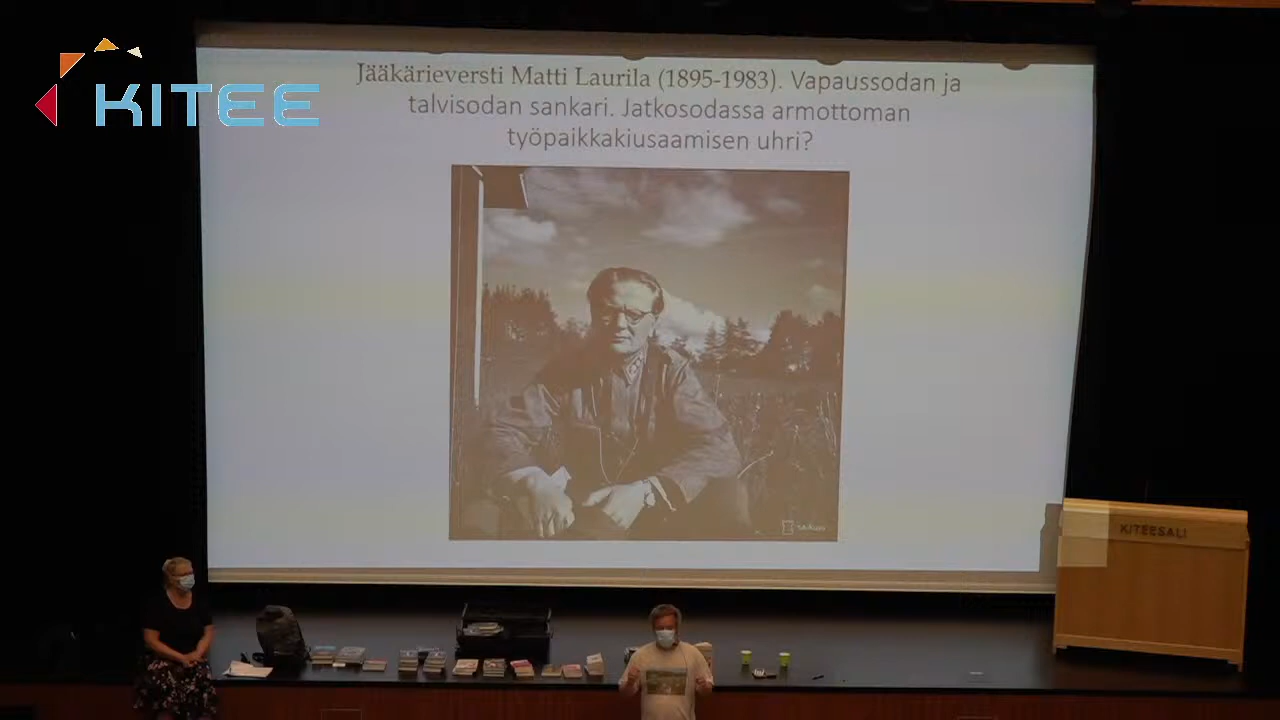 KITEE
Jääkärieversti Matti Laurila (1895-1983). Vapaussodan ja
talvisodan sankari. Jatkosodassa armottoman
työpaikkakiusaamisen uhri?
KITEESALI